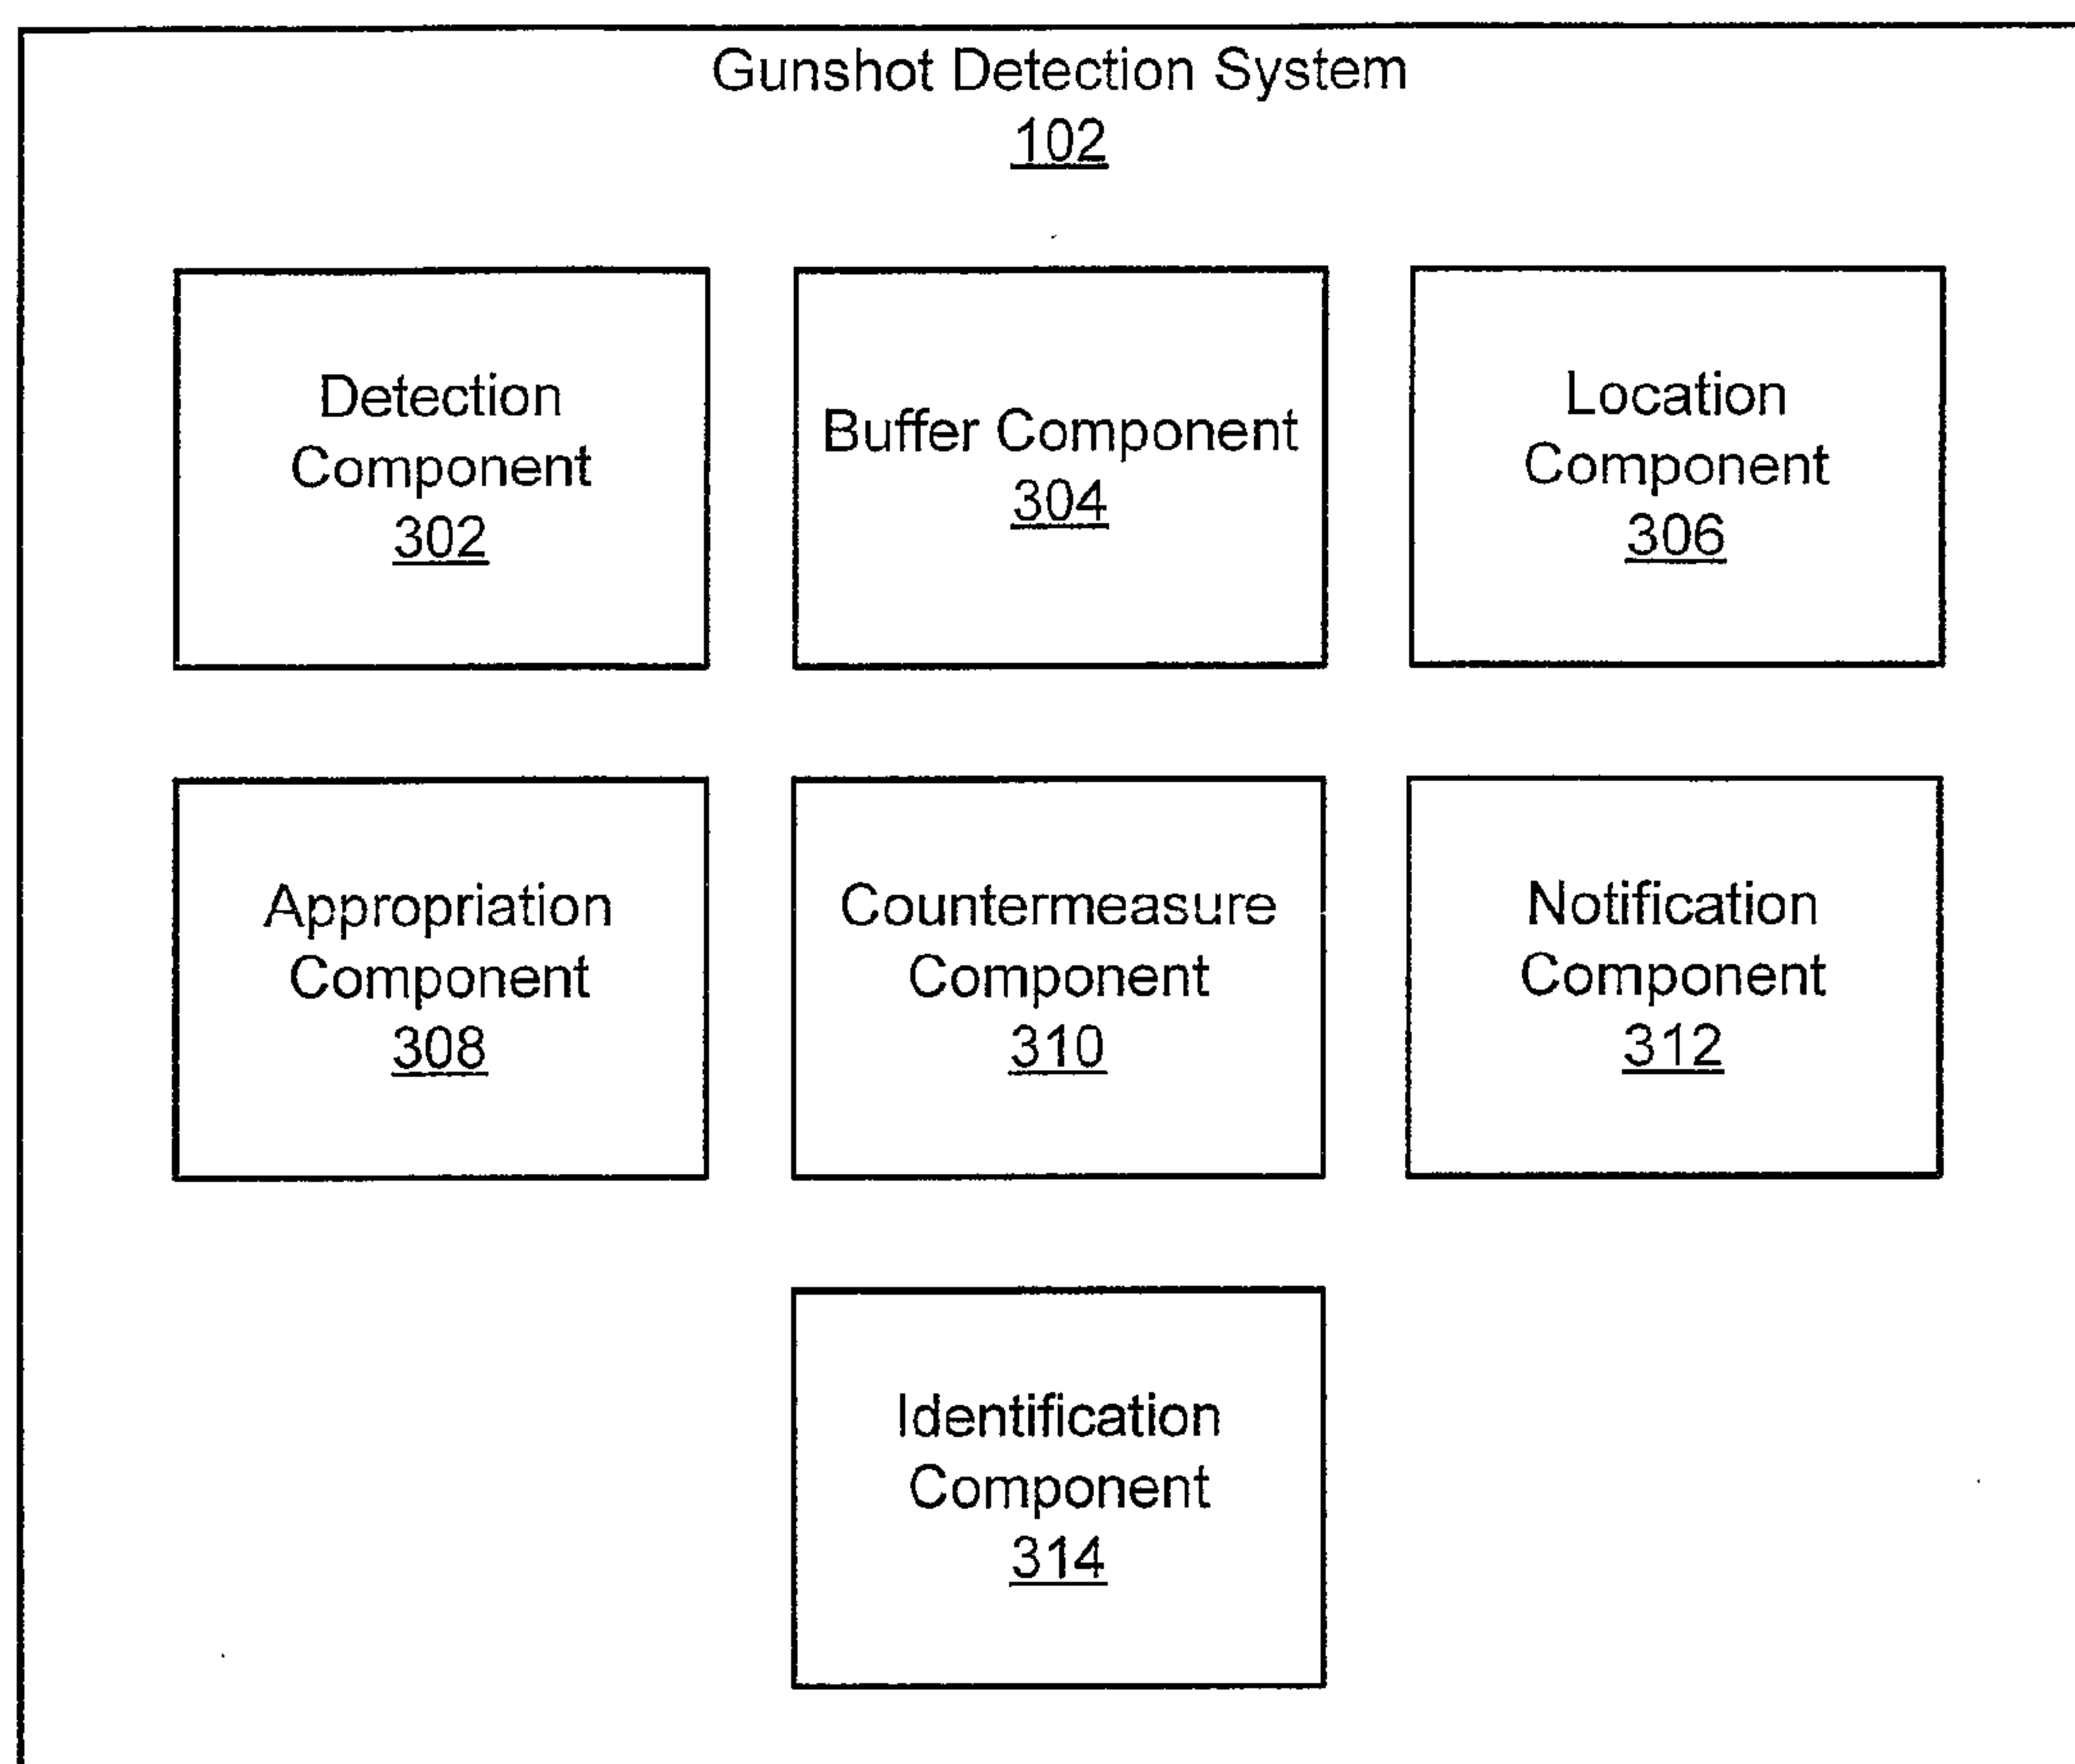 Gunshot Detection System
102
Detection
Component
302
Buffer Component
304
Location
Component
306
Appropriation
Component
308
Countermeasure
Component
310
Notification
Component
312
Identification
Component
314